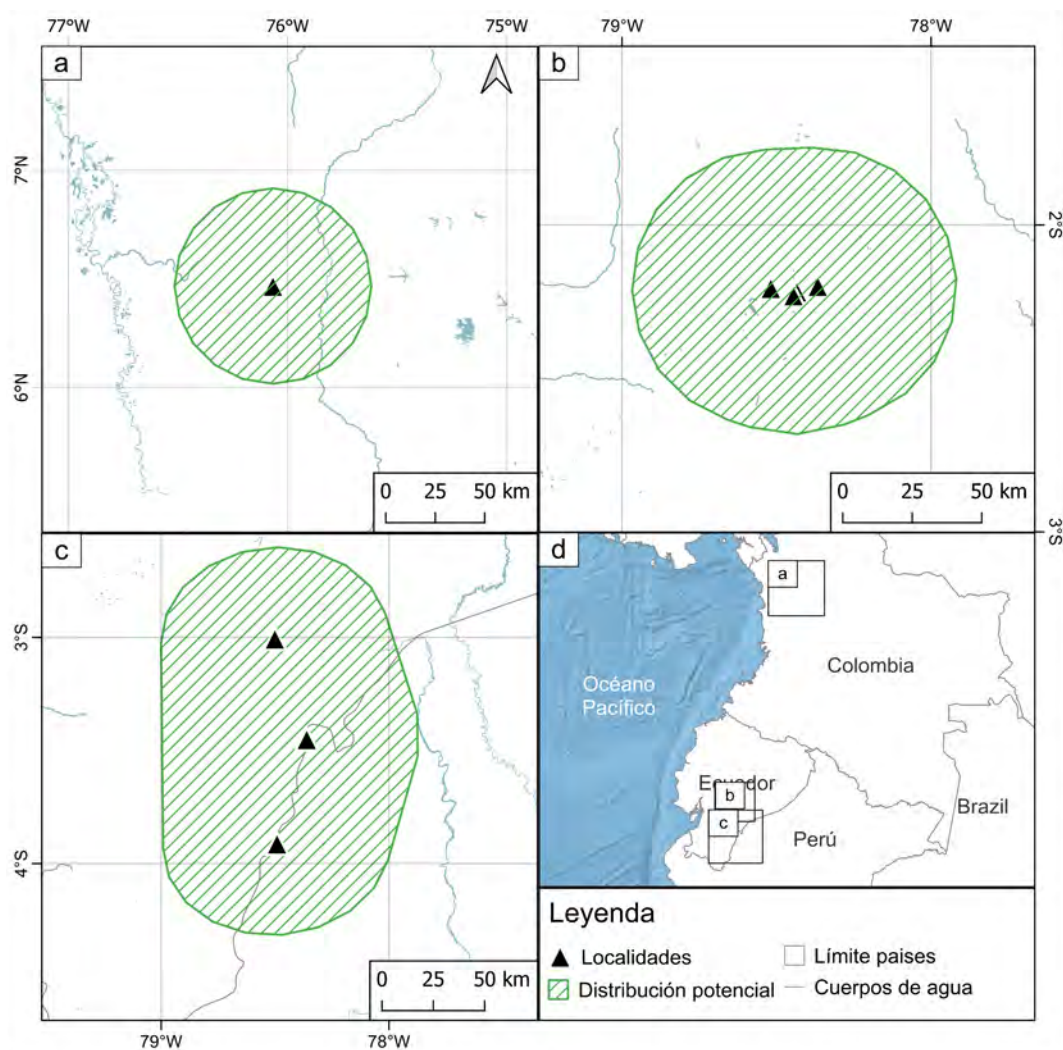 77°W 76°W 75°W 79°W 78°W
a
b
7°N
6°N
2°S
3°S
0 25 50 km
0 25 50 km
c
3°S
4°S
0 25 50 km
79°W 78°W
d
a
Colombia
Océano
Pacífico
Ecuador
b
c
Perú
Brazil
Leyenda
Localidades
Límite paises
Distribución potencial
Cuerpos de agua